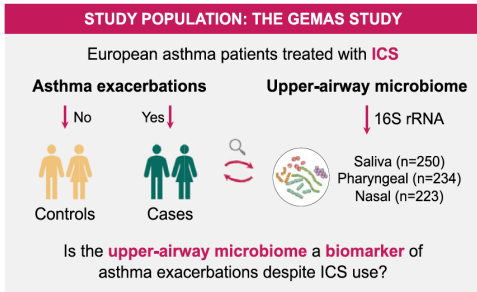 STUDY POPULATION: THE GEMAS STUDY
European asthma patients treated with ICS
Asthma exacerbations
No
Yes
Controls
Cases
Upper-airway microbiome
16S rRNA
Saliva (n=250)
Pharyngeal (n=234)
Nasal (n=223)
Is the upper-airway microbiome a biomarker of
asthma exacerbations despite ICS use?